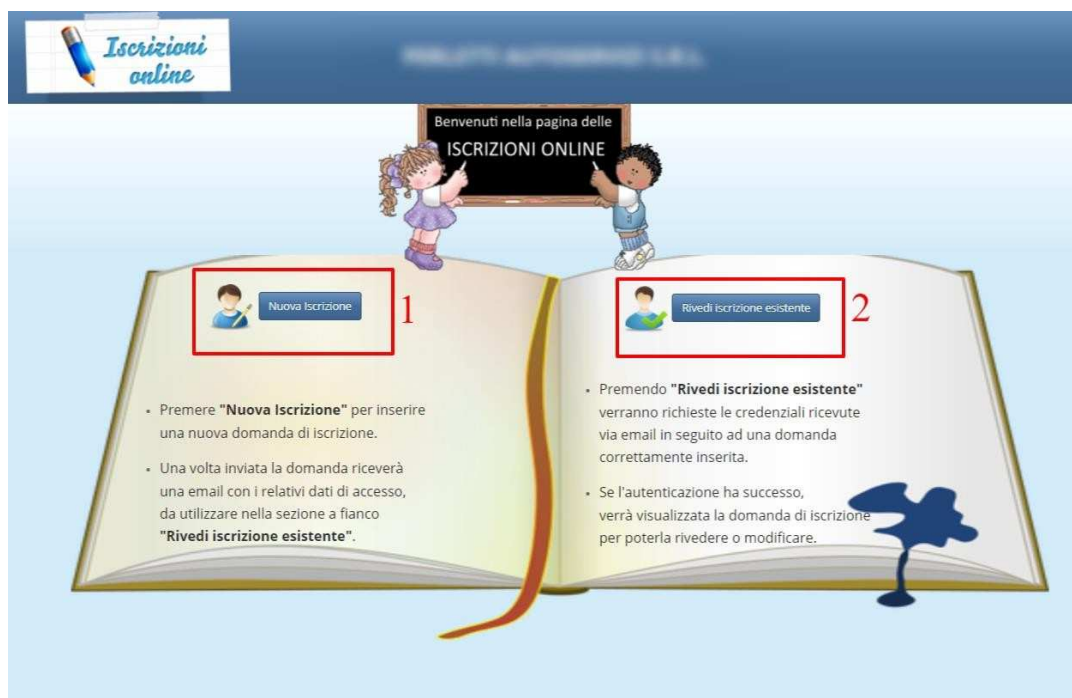 Iscrizioni
online
Benvenuti nella pagina delle
ISCRIZIONI ONLINE
Nuova Iscrizione
1
• Premere "Nuova Iscrizione" per inserire
una nuova domanda di iscrizione.
• Una volta inviata la domanda riceverà
una email con i relativi dati di accesso,
da utilizzare nella sezione a fianco
"Rivedi iscrizione esistente".
Rivedi iscrizione esistente
2
• Premendo "Rivedi iscrizione esistente"
verranno richieste le credenziali ricevute
via email in seguito ad una domanda
correttamente inserita.
• Se l'autenticazione ha successo,
verrà visualizzata la domanda di iscrizione
per poterla rivedere o modificare.